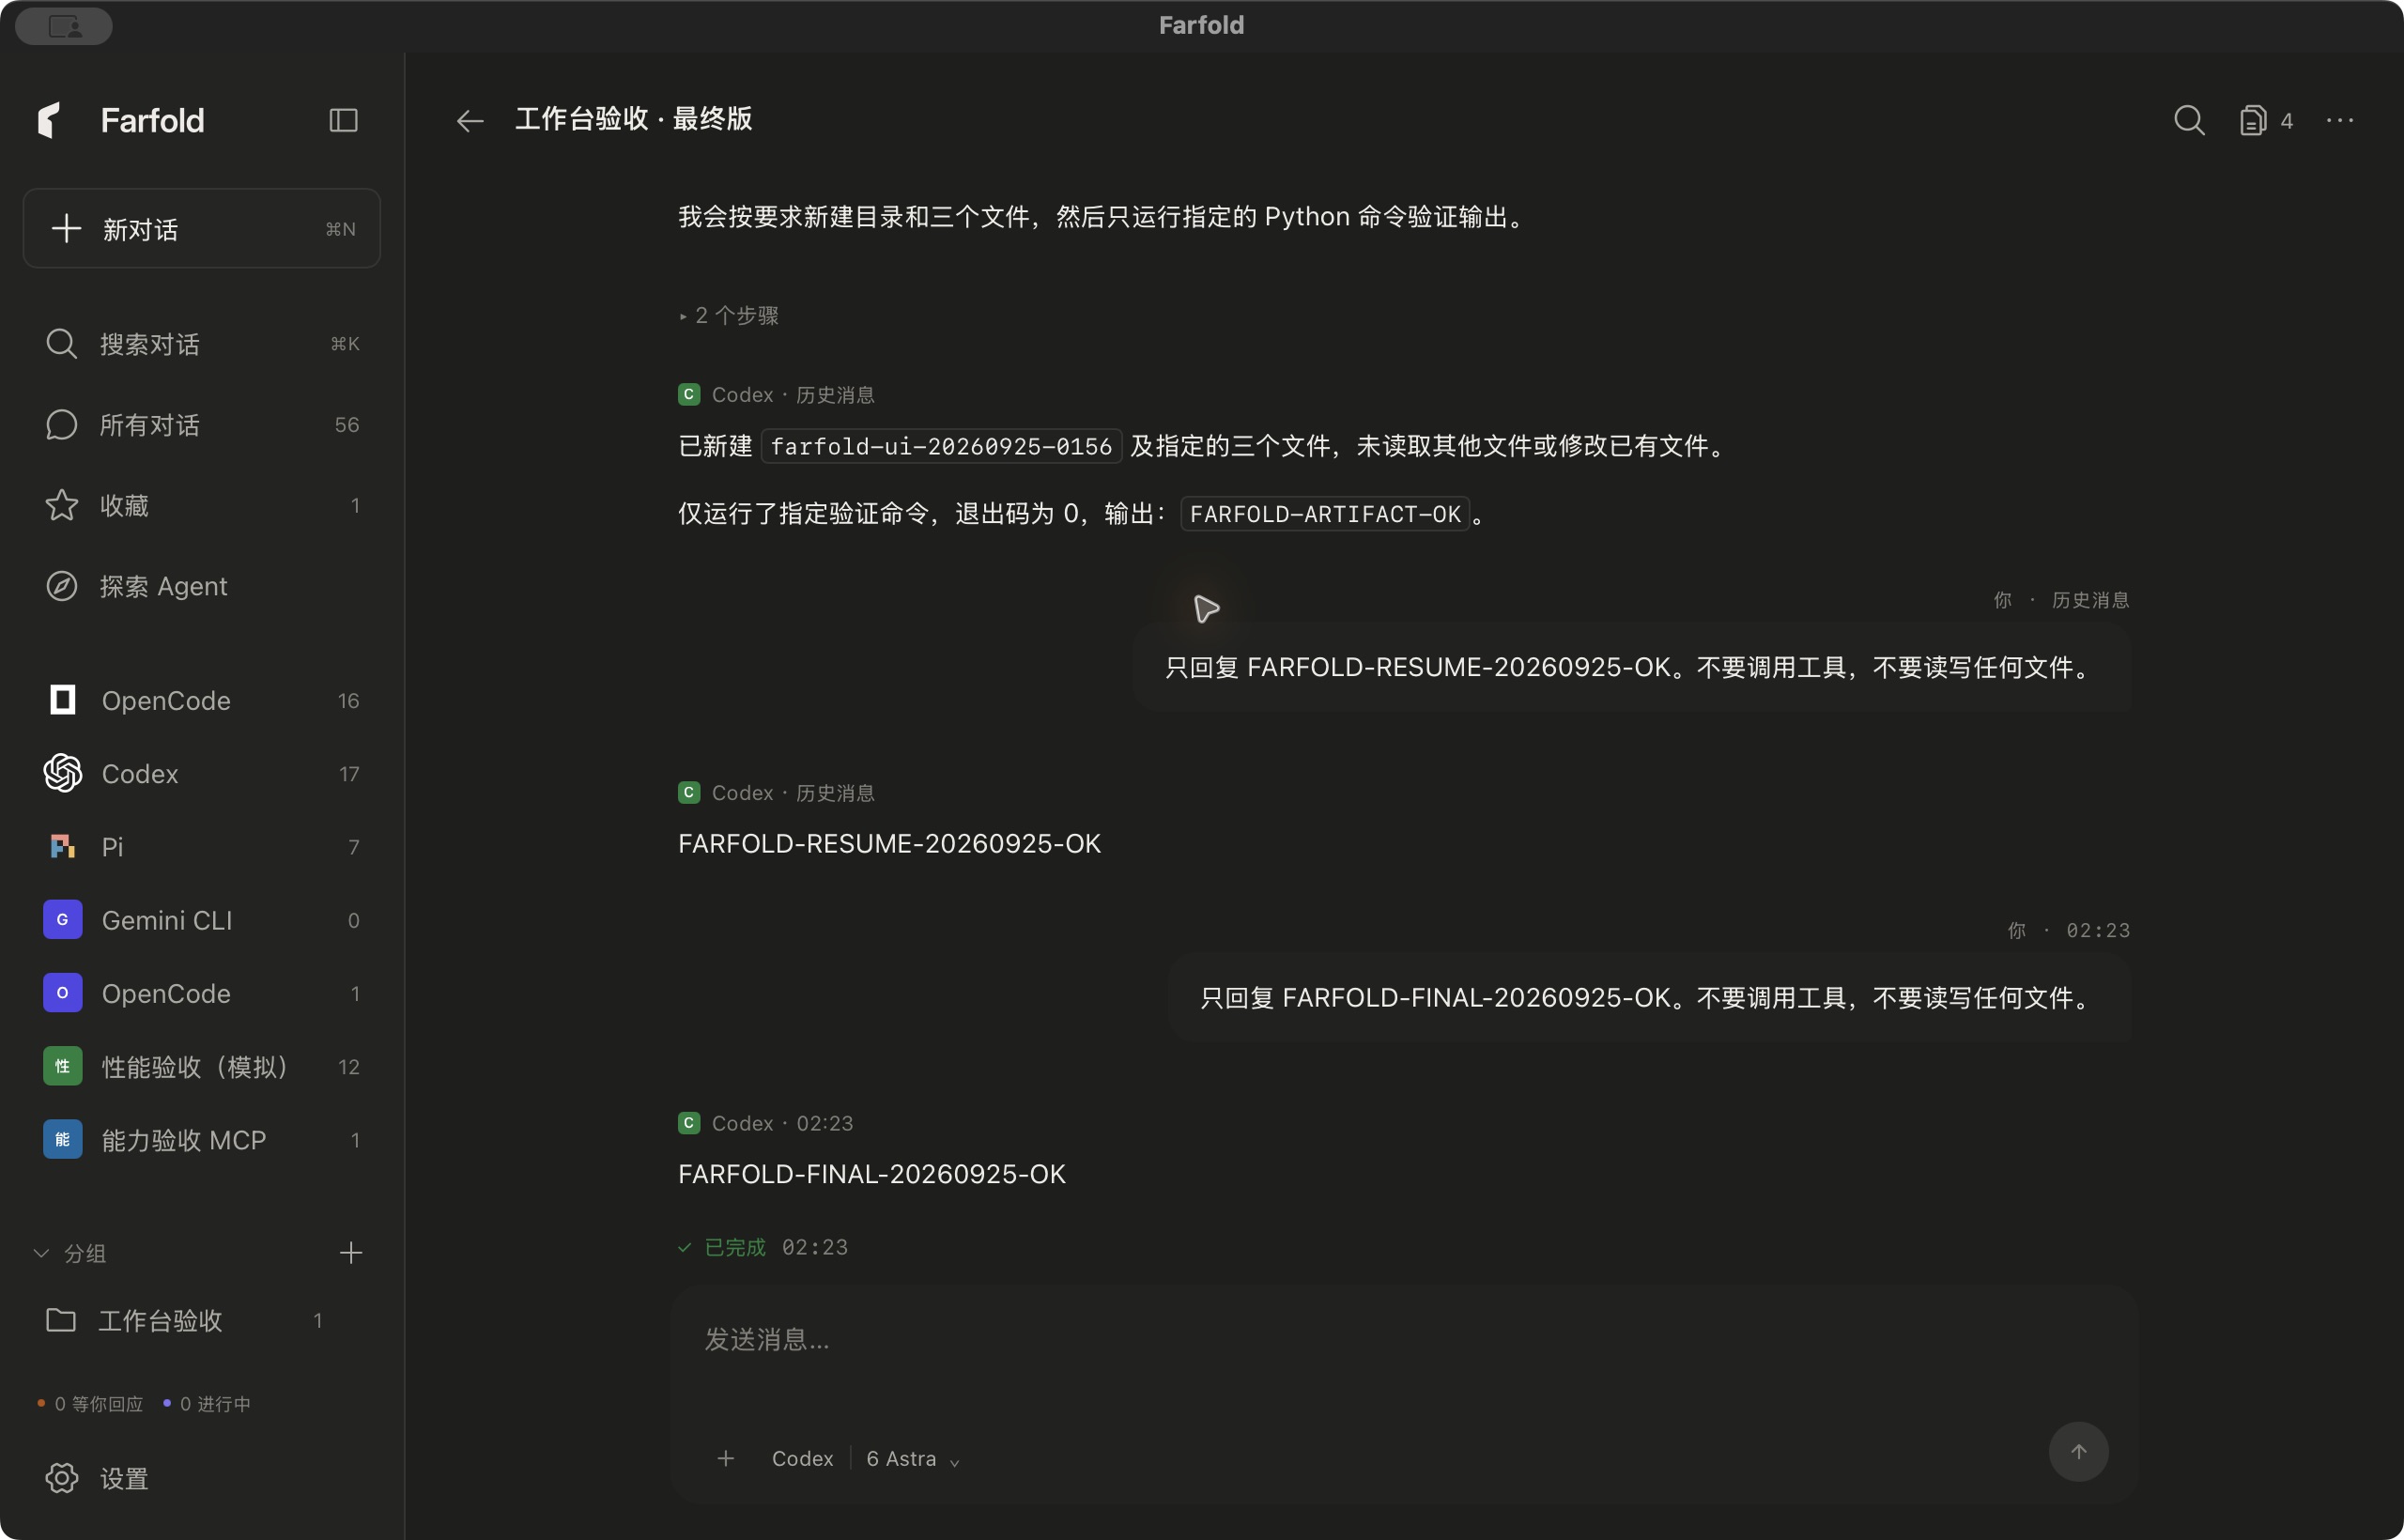 Farfold
Farfold
新对话 ⌘N
搜索对话 ⌘K
所有对话 56
收藏 1
探索 Agent
OpenCode 16
Codex 17
Pi 7
G Gemini CLI 0
O OpenCode 1
性 性能验收（模拟） 12
能 能力验收 MCP 1
分组
工作台验收 1
0 等你回应 0 进行中
设置
工作台验收 · 最终版
4
我会按要求新建目录和三个文件，然后只运行指定的 Python 命令验证输出。
2 个步骤
C Codex · 历史消息
已新建 farfold-ui-20260925-0156 及指定的三个文件，未读取其他文件或修改已有文件。
仅运行了指定验证命令，退出码为 0，输出：FARFOLD-ARTIFACT-OK。
你 · 历史消息
只回复 FARFOLD-RESUME-20260925-OK。不要调用工具，不要读写任何文件。
C Codex · 历史消息
FARFOLD-RESUME-20260925-OK
你 · 02:23
只回复 FARFOLD-FINAL-20260925-OK。不要调用工具，不要读写任何文件。
C Codex · 02:23
FARFOLD-FINAL-20260925-OK
已完成 02:23
发送消息...
Codex 6 Astra